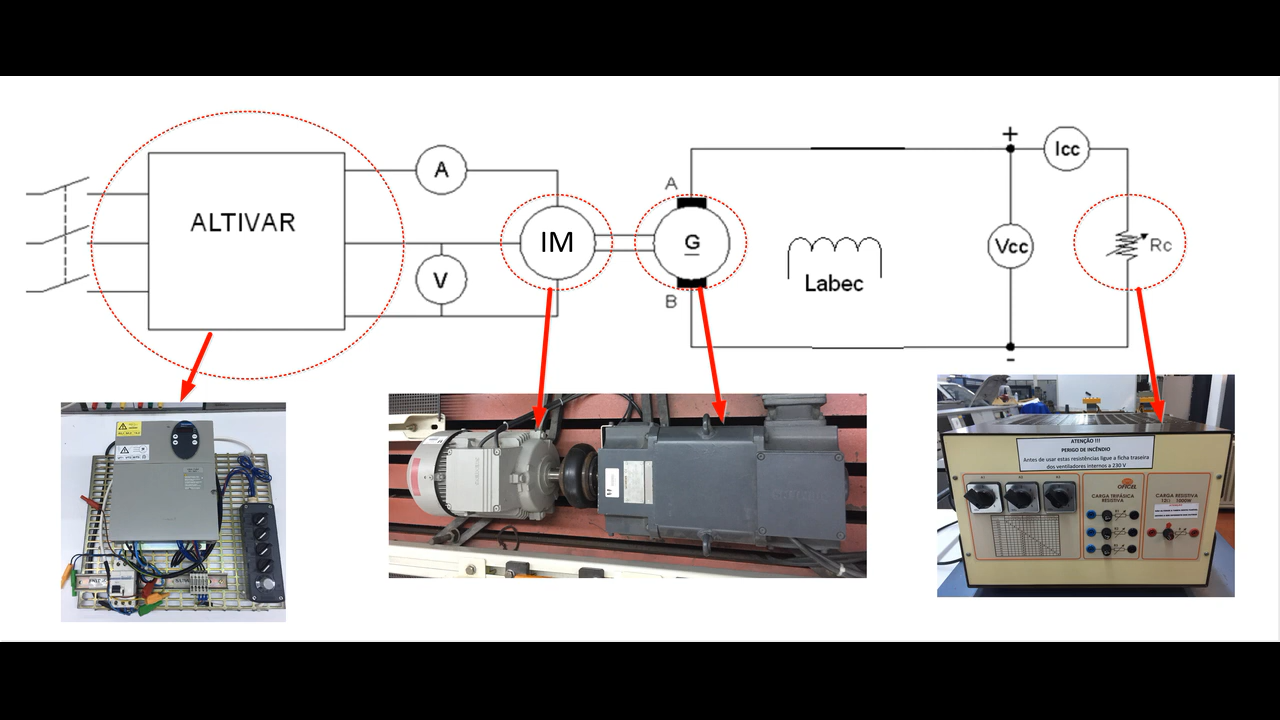 ALTIVAR
A
V
IM
A
G
B
Labec
+
Vcc
-
Icc
Rc
ATENÇÃO !!!
PERIGO DE INCÊNDIO
Antes de usar estas resistências ligue a ficha traseira
dos ventiladores internos a 230 V
OFICEL
CARGA TRIFÁSICA
RESISTIVA
CARGA RESISTIVA